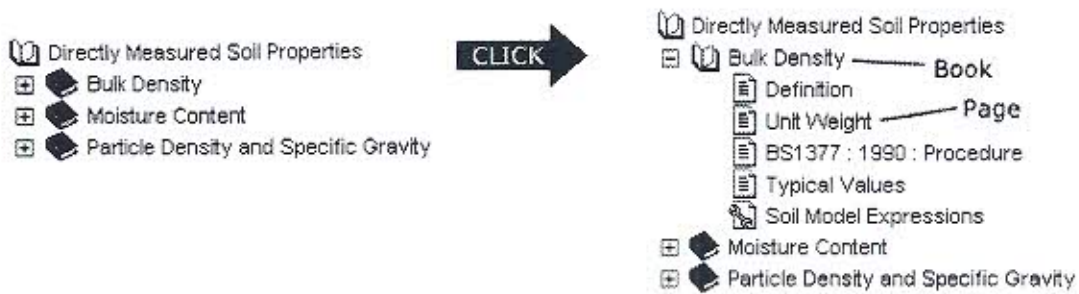 Directly Measured Soil Properties
Bulk Density
Moisture Content
Particle Density and Specific Gravity
CLICK
Directly Measured Soil Properties
Bulk Density Book
Definition
Unit Weight Page
BS1377 : 1990 : Procedure
Typical Values
Soil Model Expressions
Moisture Content
Particle Density and Specific Gravity